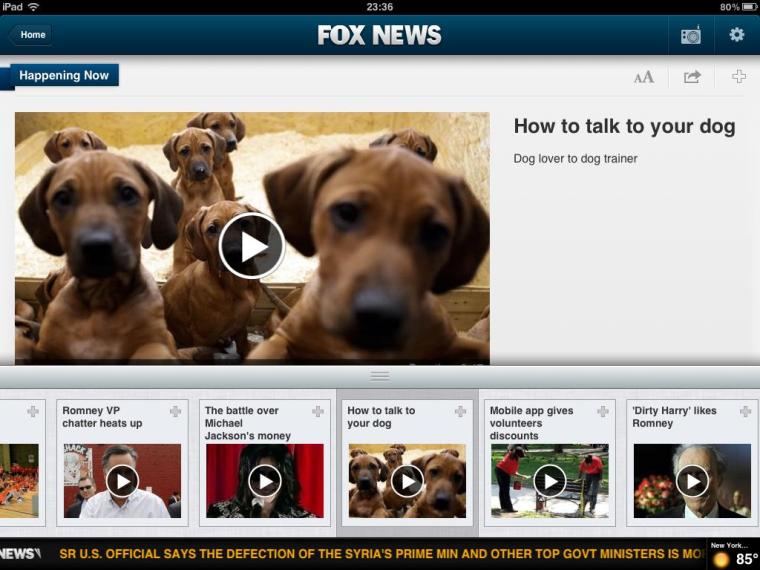 iPad
23:36
80%
Home
FOX NEWS
Happening Now
AA
How to talk to your dog
Dog lover to dog trainer
Romney VP
chatter heats up
The battle over
Michael
Jackson's money
How to talk to
your dog
Mobile app gives
volunteers
discounts
'Dirty Harry' likes
Romney
NEWS
SR U.S. OFFICIAL SAYS THE DEFECTION OF THE SYRIA'S PRIME MIN AND OTHER TOP GOVT MINISTERS IS
New York...
85°